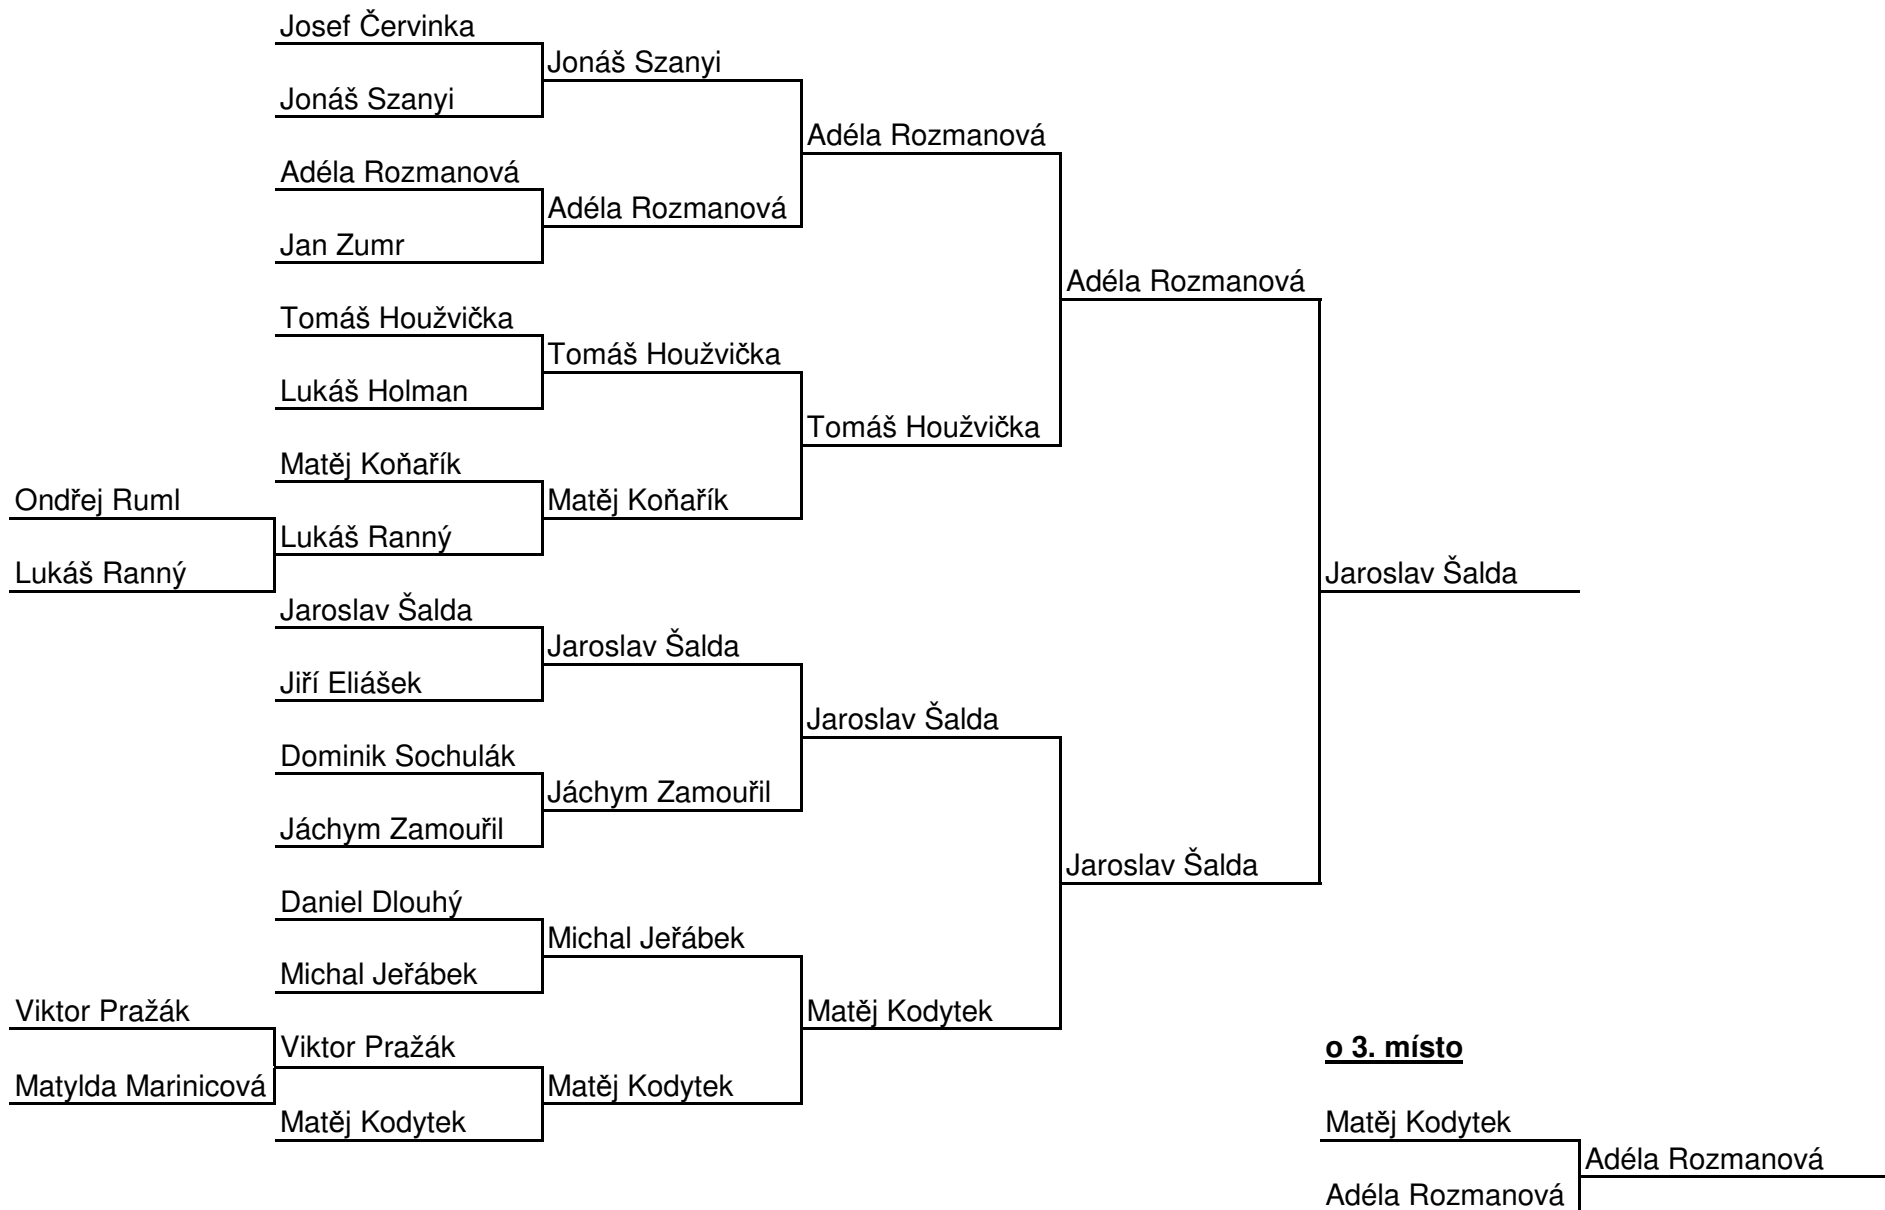 Josef Červinka
Jonáš Szanyi
Jonáš Szanyi
Adéla Rozmanová
Adéla Rozmanová
Adéla Rozmanová
Jan Zumr
Adéla Rozmanová
Tomáš Houžvička
Tomáš Houžvička
Lukáš Holman
Tomáš Houžvička
Matěj Koňařík
Ondřej Ruml
Matěj Koňařík
Lukáš Ranný
Lukáš Ranný
Jaroslav Šalda
Jaroslav Šalda
Jaroslav Šalda
Jiří Eliášek
Jaroslav Šalda
Dominik Sochulák
Jáchym Zamouřil
Jáchym Zamouřil
Jaroslav Šalda
Daniel Dlouhý
Michal Jeřábek
Michal Jeřábek
Viktor Pražák
Matěj Kodytek
Viktor Pražák
o 3. místo
Matylda Marinicová
Matěj Kodytek
Matěj Kodytek
Matěj Kodytek
Adéla Rozmanová
Adéla Rozmanová